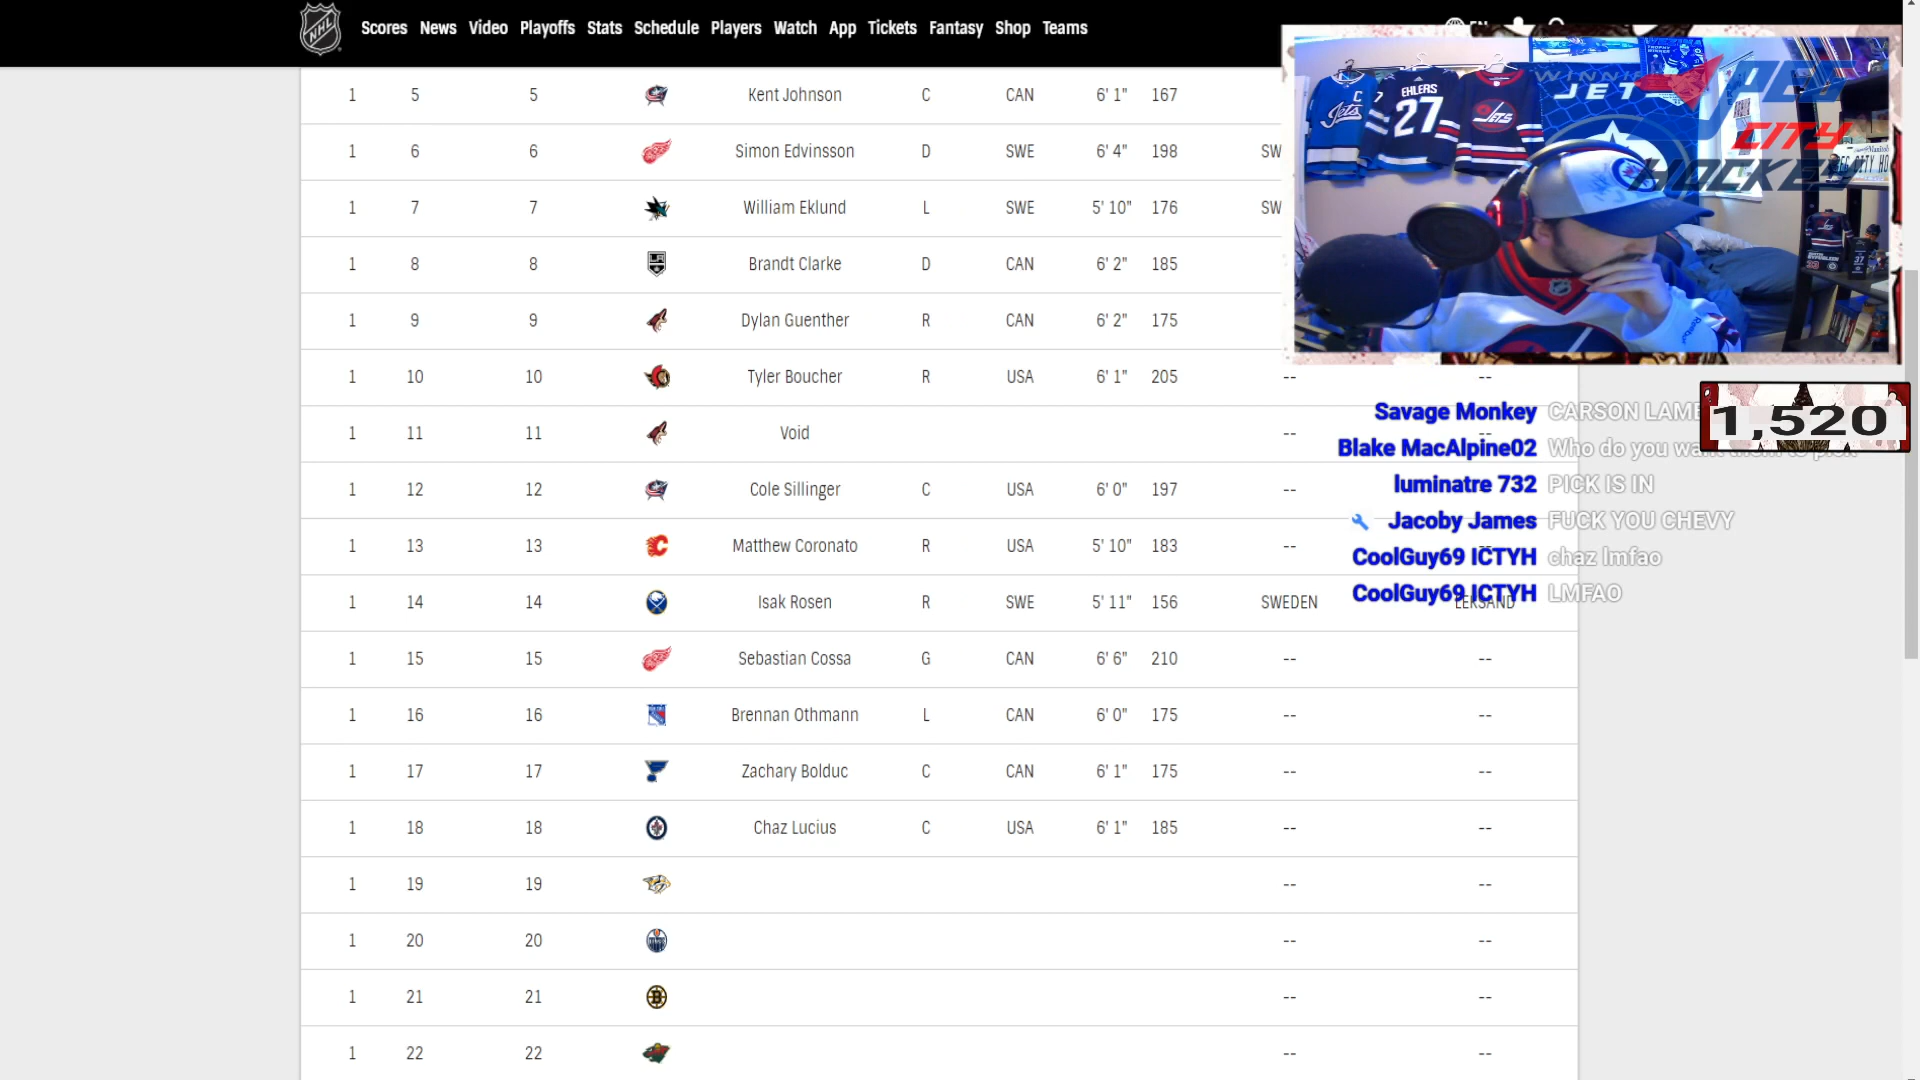 Scores News Video Playoffs Stats Schedule Players Watch App Tickets Fantasy Shop Teams
1 5 5 Kent Johnson C CAN 6' 1" 167
1 6 6 Simon Edvinsson D SWE 6' 4" 198 SW
1 7 7 William Eklund L SWE 5' 10" 176 SW
1 8 8 Brandt Clarke D CAN 6' 2" 185
1 9 9 Dylan Guenther R CAN 6' 2" 175
1 10 10 Tyler Boucher R USA 6' 1" 205 -- --
1 11 11 Void -- --
1 12 12 Cole Sillinger C USA 6' 0" 197 --
1 13 13 Matthew Coronato R USA 5' 10" 183 -- --
1 14 14 Isak Rosen R SWE 5' 11" 156 SWEDEN LEKSAND
1 15 15 Sebastian Cossa G CAN 6' 6" 210 -- --
1 16 16 Brennan Othmann L CAN 6' 0" 175 -- --
1 17 17 Zachary Bolduc C CAN 6' 1" 175 -- --
1 18 18 Chaz Lucius C USA 6' 1" 185 -- --
1 19 19 -- --
1 20 20 -- --
1 21 21 -- --
1 22 22 -- --
EHLERS
27
Jets
JETS
JET
CITY
HOCKEY
Savage Monkey CARSON LAMB
1,520
Blake MacAlpine02 Who do you want them to pick
luminatre 732 PICK IS IN
Jacoby James FUCK YOU CHEVY
CoolGuy69 ICTYH chaz lmfao
CoolGuy69 ICTYH LMFAO